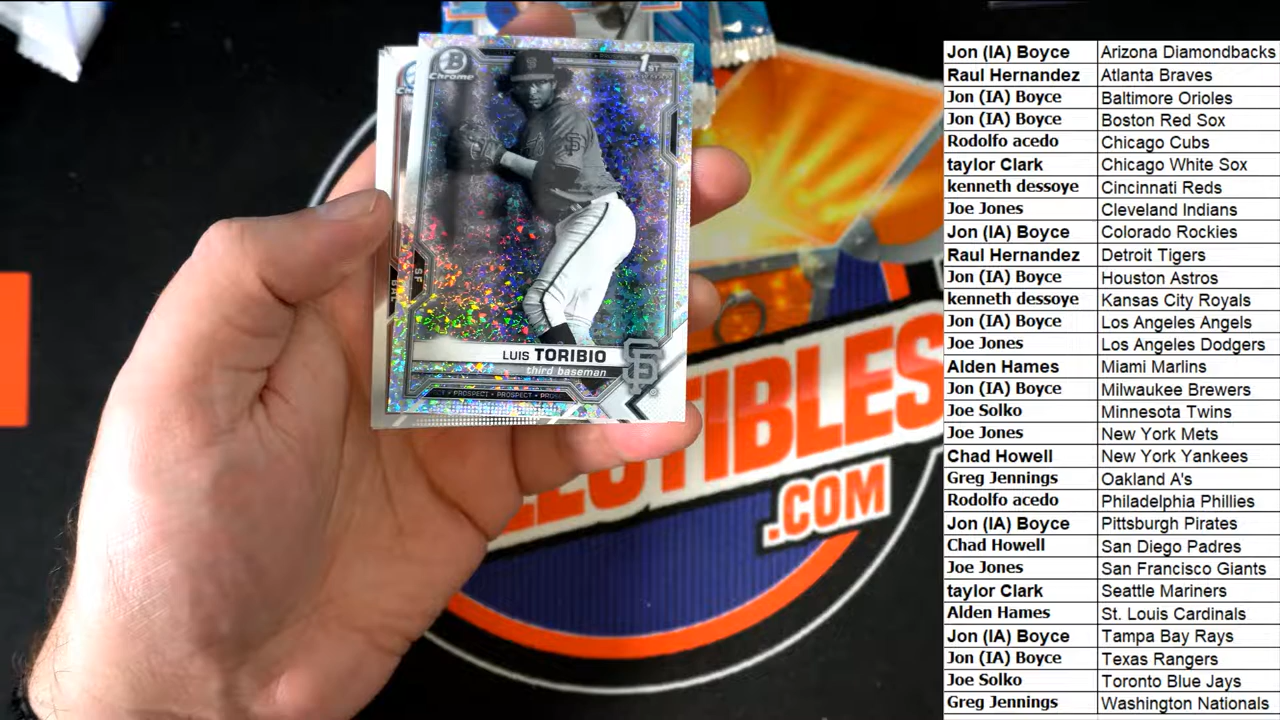 B
Chrome
1ST
SF
SF
LUIS TORIBIO
third baseman
SF
PROSPECT • PROSPECT •
LLECTIBLES
.COM
Jon (IA) Boyce Arizona Diamondbacks
Raul Hernandez Atlanta Braves
Jon (IA) Boyce Baltimore Orioles
Jon (IA) Boyce Boston Red Sox
Rodolfo acedo Chicago Cubs
taylor Clark Chicago White Sox
kenneth dessoye Cincinnati Reds
Joe Jones Cleveland Indians
Jon (IA) Boyce Colorado Rockies
Raul Hernandez Detroit Tigers
Jon (IA) Boyce Houston Astros
kenneth dessoye Kansas City Royals
Jon (IA) Boyce Los Angeles Angels
Joe Jones Los Angeles Dodgers
Alden Hames Miami Marlins
Jon (IA) Boyce Milwaukee Brewers
Joe Solko Minnesota Twins
Joe Jones New York Mets
Chad Howell New York Yankees
Greg Jennings Oakland A's
Rodolfo acedo Philadelphia Phillies
Jon (IA) Boyce Pittsburgh Pirates
Chad Howell San Diego Padres
Joe Jones San Francisco Giants
taylor Clark Seattle Mariners
Alden Hames St. Louis Cardinals
Jon (IA) Boyce Tampa Bay Rays
Jon (IA) Boyce Texas Rangers
Joe Solko Toronto Blue Jays
Greg Jennings Washington Nationals